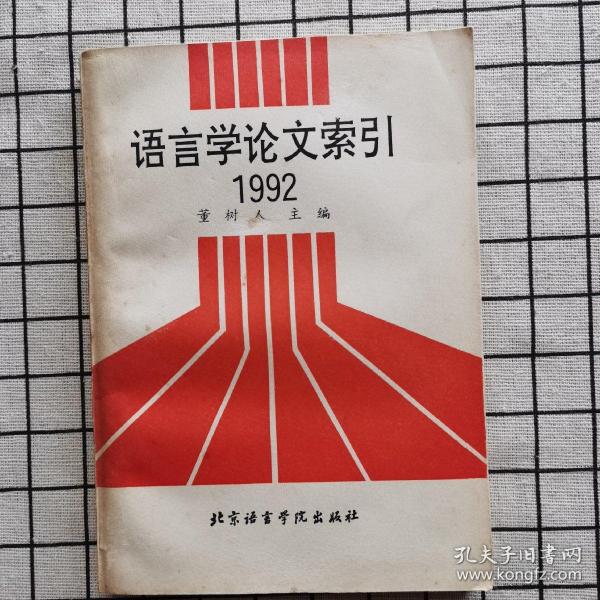 语言学论文索引
1992
董树人 主编
北京语言学院出版社
孔夫子旧书网
www.kongfz.com